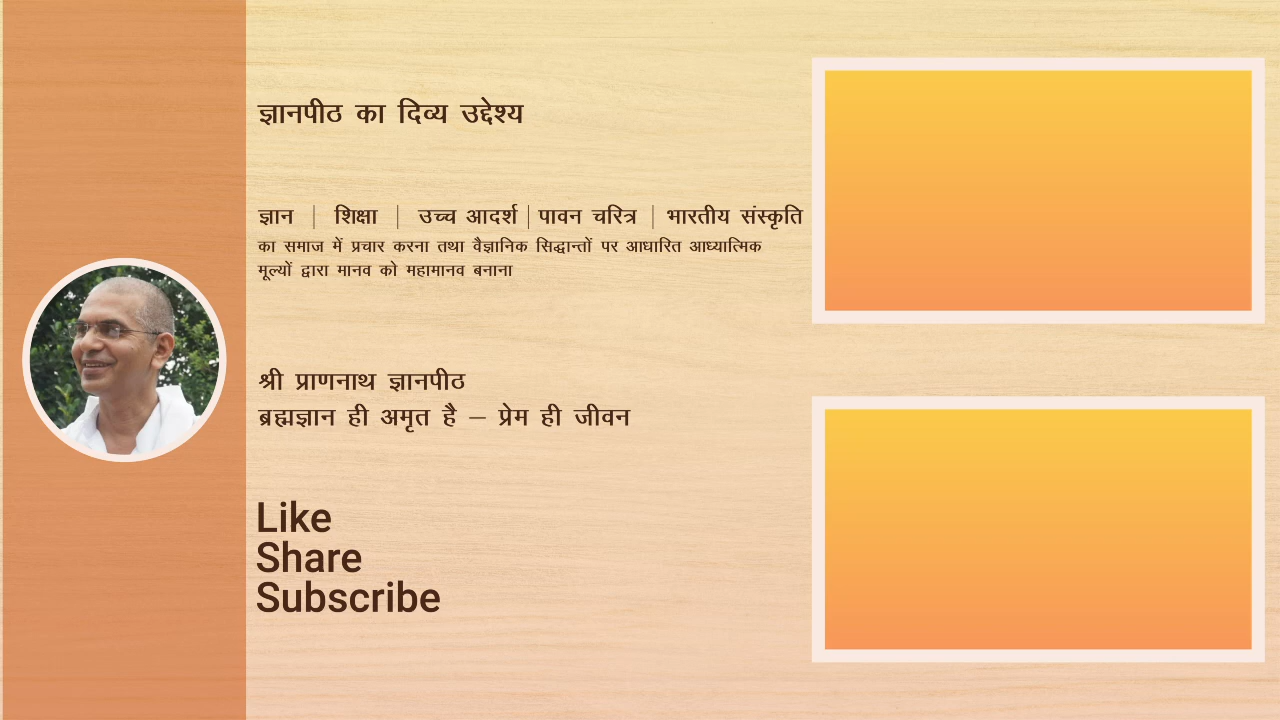 ज्ञानपीठ का दिव्य उद्देश्य
ज्ञान | शिक्षा | उच्च आदर्श | पावन चरित्र | भारतीय संस्कृति
का समाज में प्रचार करना तथा वैज्ञानिक सिद्धान्तों पर आधारित आध्यात्मिक
मूल्यों द्वारा मानव को महामानव बनाना
श्री प्राणनाथ ज्ञानपीठ
ब्रह्मज्ञान ही अमृत है – प्रेम ही जीवन
Like
Share
Subscribe